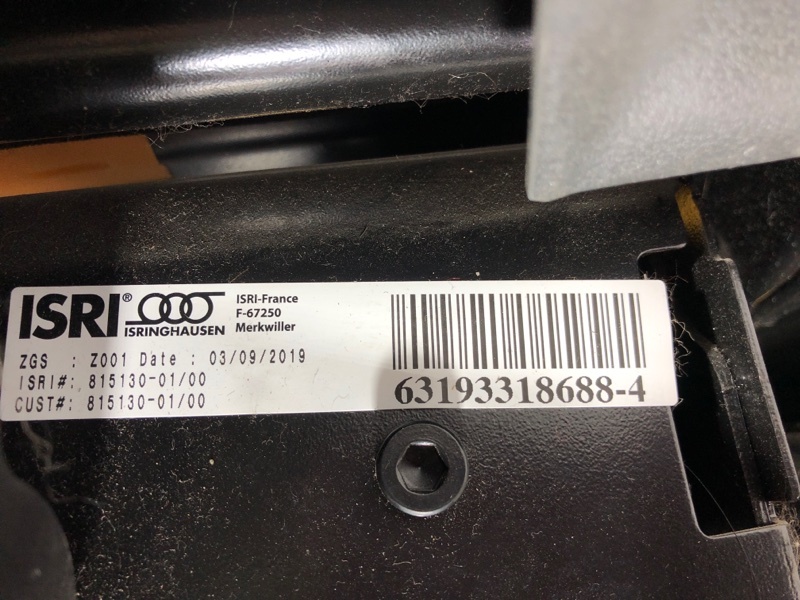 ISRI® ISRINGHAUSEN
ISRI-France
F-67250
Merkwiller
ZGS : Z001 Date : 03/09/2019
ISRI#: 815130-01/00
CUST#: 815130-01/00
63193318688-4